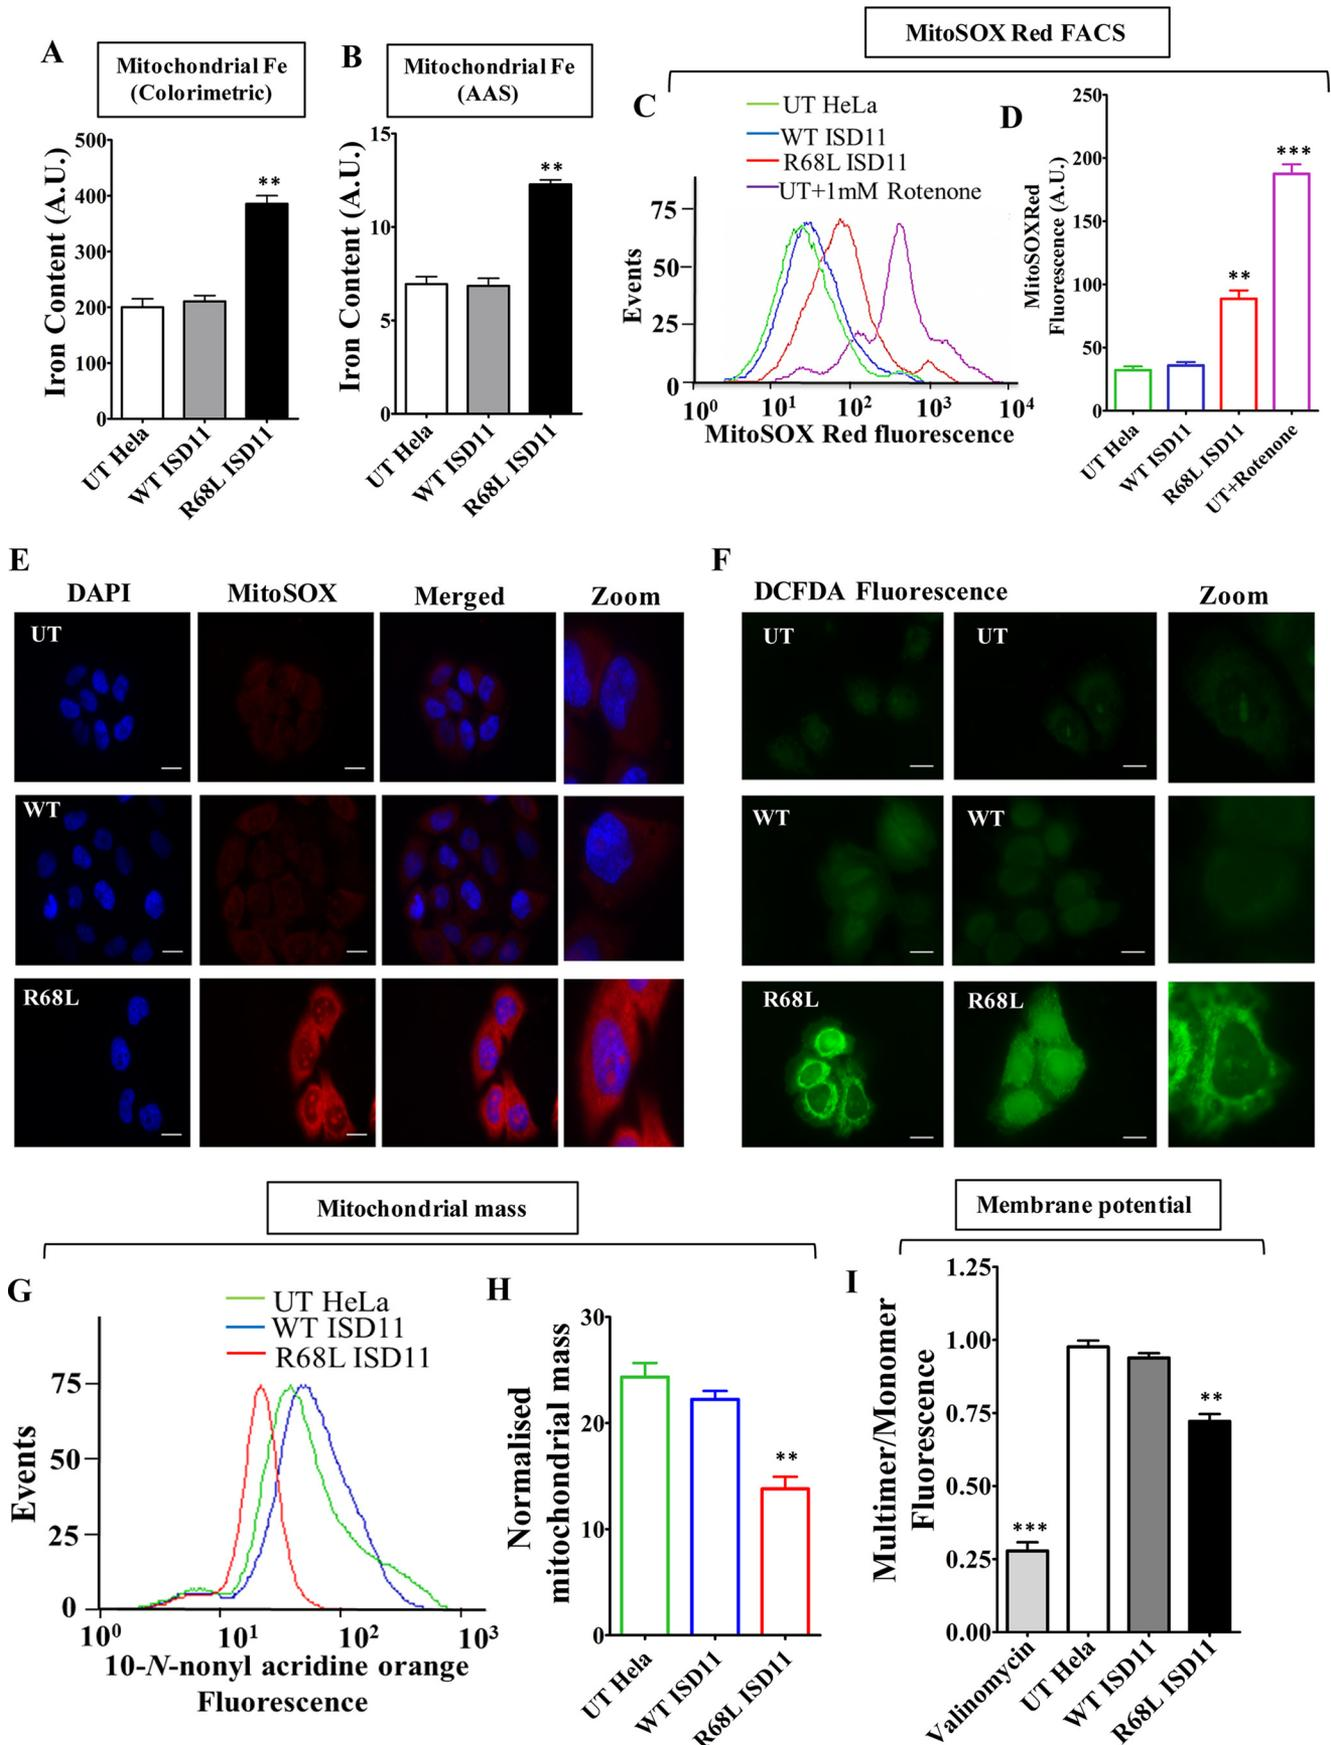 MitoSOX Red FACS
A
Mitochondrial Fe
(Colorimetric)
Iron Content (A.U.)
500
400
300
200
100
0
**
UT Hela
WT ISD11
R68L ISD11
B
Mitochondrial Fe
(AAS)
Iron Content (A.U.)
15
10
5
0
**
UT Hela
WT ISD11
R68L ISD11
C
UT HeLa
WT ISD11
R68L ISD11
UT+1mM Rotenone
Events
75
50
25
0
10⁰ 10¹ 10² 10³ 10⁴
MitoSOX Red fluorescence
D
MitoSOXRed
Fluorescence (A.U.)
250
200
150
100
50
0
**
***
UT Hela
WT ISD11
R68L ISD11
UT+Rotenone
E
DAPI MitoSOX Merged Zoom
UT
WT
R68L
F
DCFDA Fluorescence Zoom
UT UT
WT WT
R68L R68L
Mitochondrial mass
G
UT HeLa
WT ISD11
R68L ISD11
Events
75
50
25
0
10⁰ 10¹ 10² 10³
10-N-nonyl acridine orange
Fluorescence
H
Normalised
mitochondrial mass
30
20
10
0
**
UT Hela
WT ISD11
R68L ISD11
Membrane potential
I
Multimer/Monomer
Fluorescence
1.25
1.00
0.75
0.50
0.25
0.00
***
**
Valinomycin
UT Hela
WT ISD11
R68L ISD11